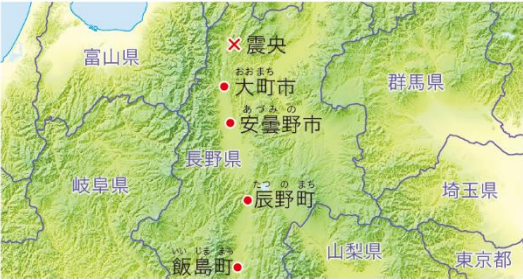 ✕震央
富山県
おおまち
大町市
群馬県
あづみの
安曇野市
長野県
岐阜県
たつのまち
辰野町
埼玉県
山梨県
東京都
いいじままち
飯島町